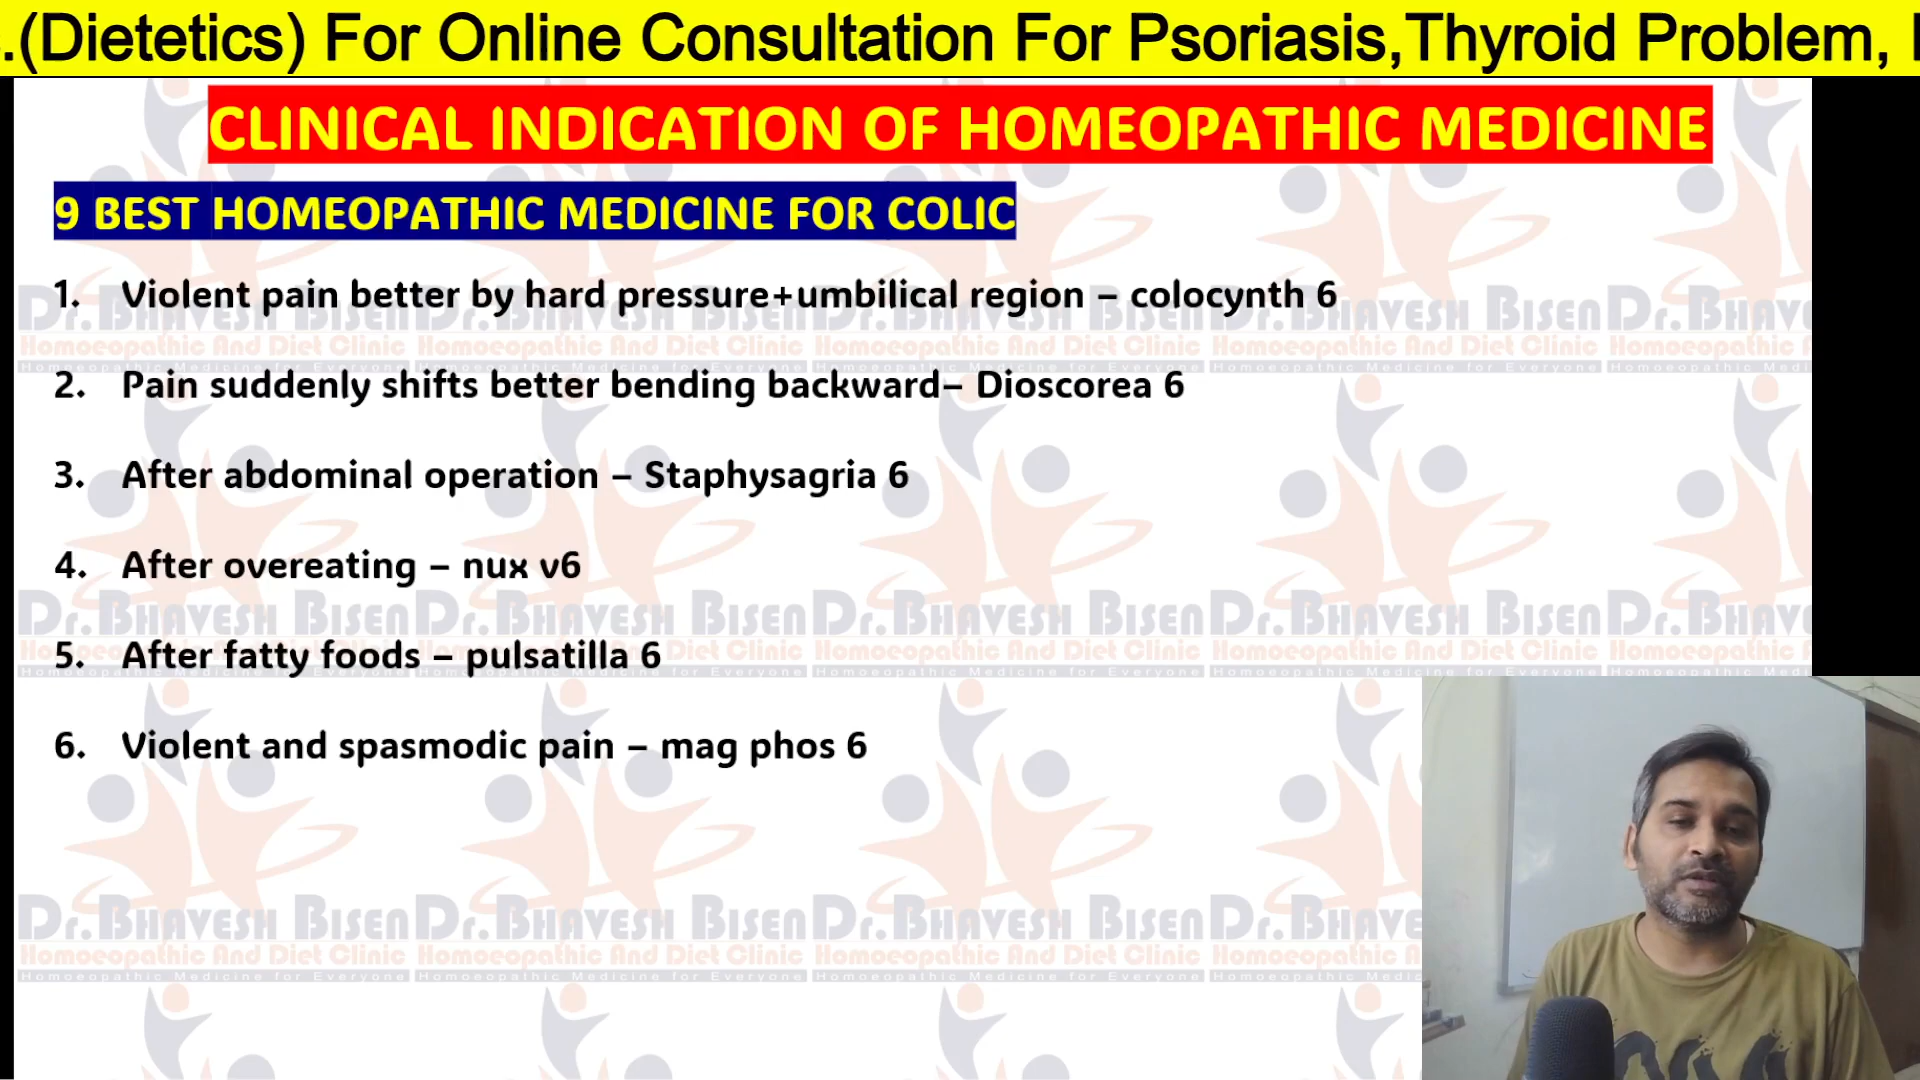 .(Dietetics) For Online Consultation For Psoriasis,Thyroid Problem,
CLINICAL INDICATION OF HOMEOPATHIC MEDICINE
9 BEST HOMEOPATHIC MEDICINE FOR COLIC
1. Violent pain better by hard pressure+umbilical region – colocynth 6
2. Pain suddenly shifts better bending backward– Dioscorea 6
3. After abdominal operation – Staphysagria 6
4. After overeating – nux v6
5. After fatty foods – pulsatilla 6
6. Violent and spasmodic pain – mag phos 6
Dr.Bhavesh Bisen
Homoeopathic And Diet Clinic
Homoeopathic Medicine for Everyone